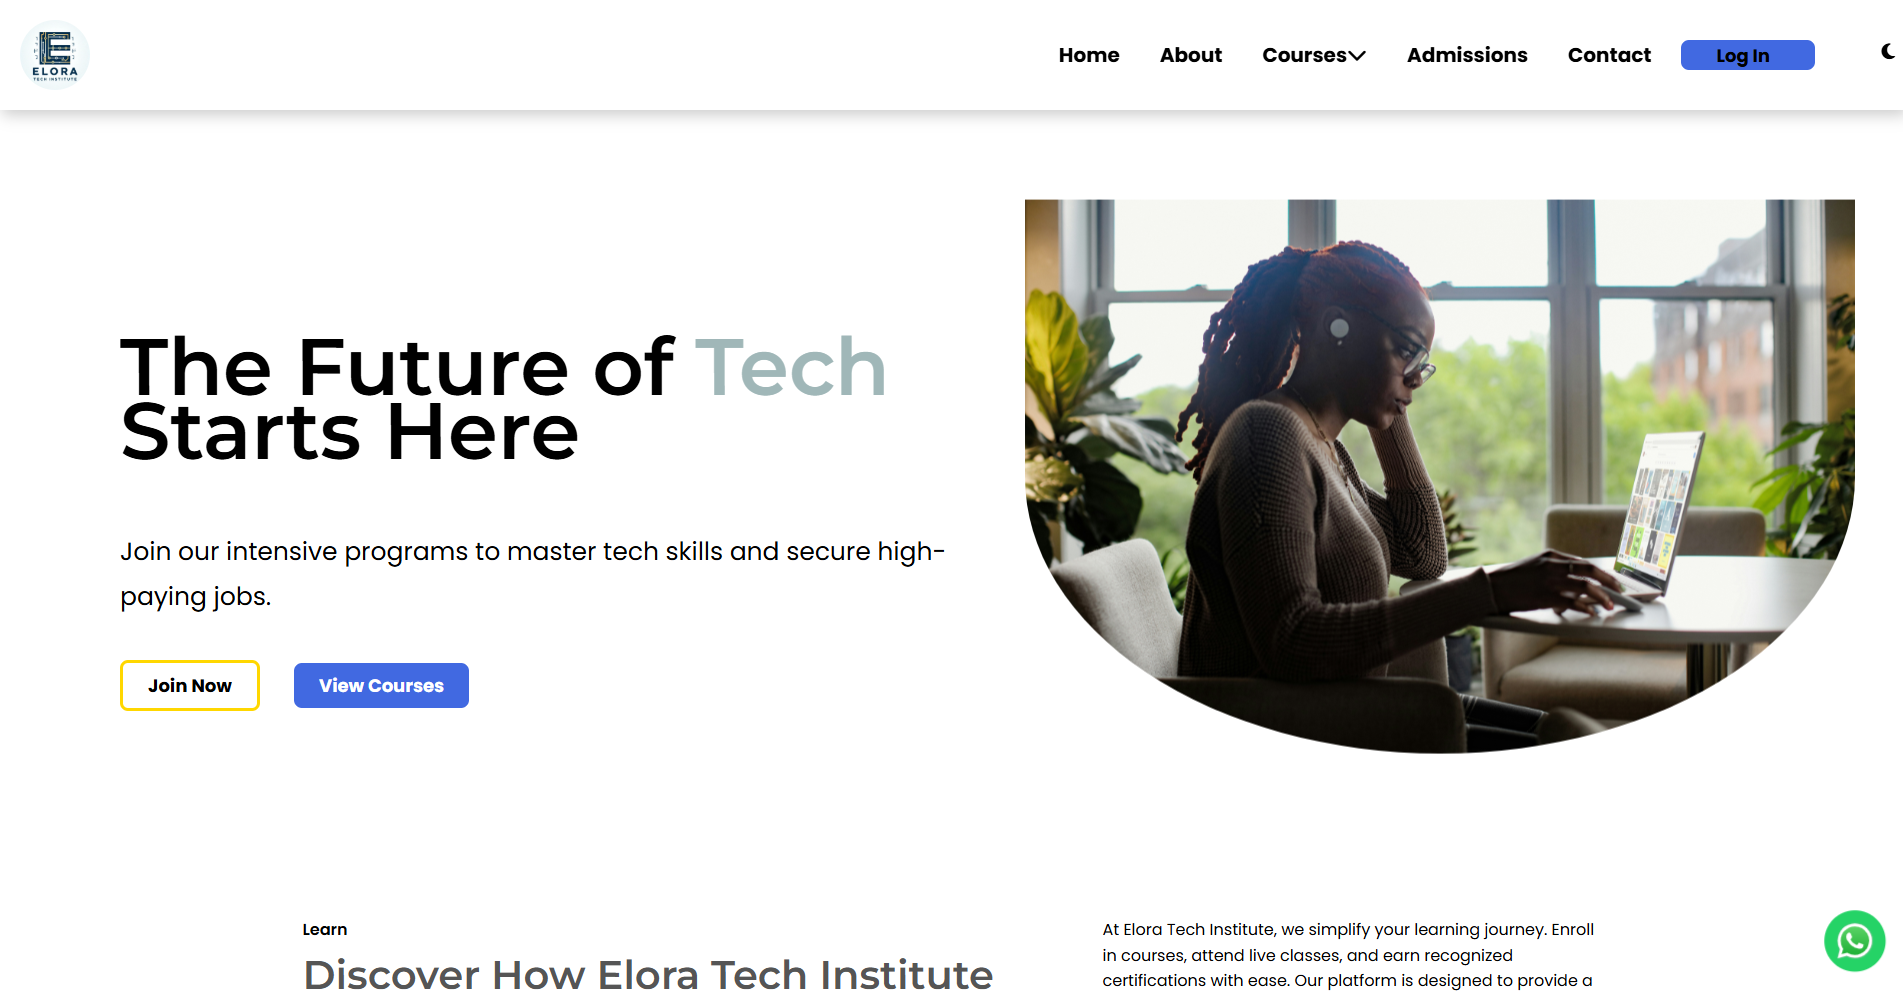 ELORA
TECH INSTITUTE
Home About Courses Admissions Contact Log In
The Future of Tech
Starts Here
Join our intensive programs to master tech skills and secure high-
paying jobs.
Join Now View Courses
Learn
Discover How Elora Tech Institute
At Elora Tech Institute, we simplify your learning journey. Enroll
in courses, attend live classes, and earn recognized
certifications with ease. Our platform is designed to provide a